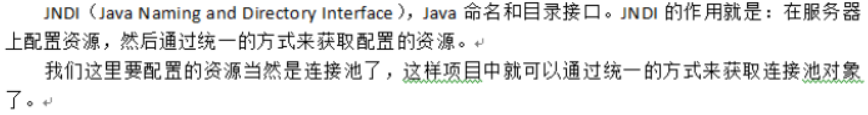 JNDI（Java Naming and Directory Interface），Java 命名和目录接口。JNDI 的作用就是：在服务器
上配置资源，然后通过统一的方式来获取配置的资源。
我们这里要配置的资源当然是连接池了，这样项目中就可以通过统一的方式来获取连接池对象
了。